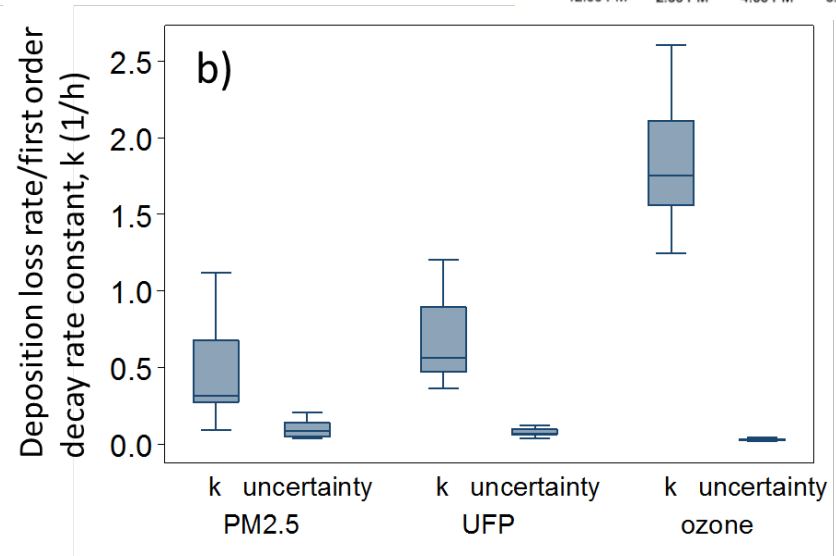 Deposition loss rate/first order
decay rate constant, k (1/h)
b)
2.5
2.0
1.5
1.0
0.5
0.0
k uncertainty k uncertainty k uncertainty
PM2.5 UFP ozone